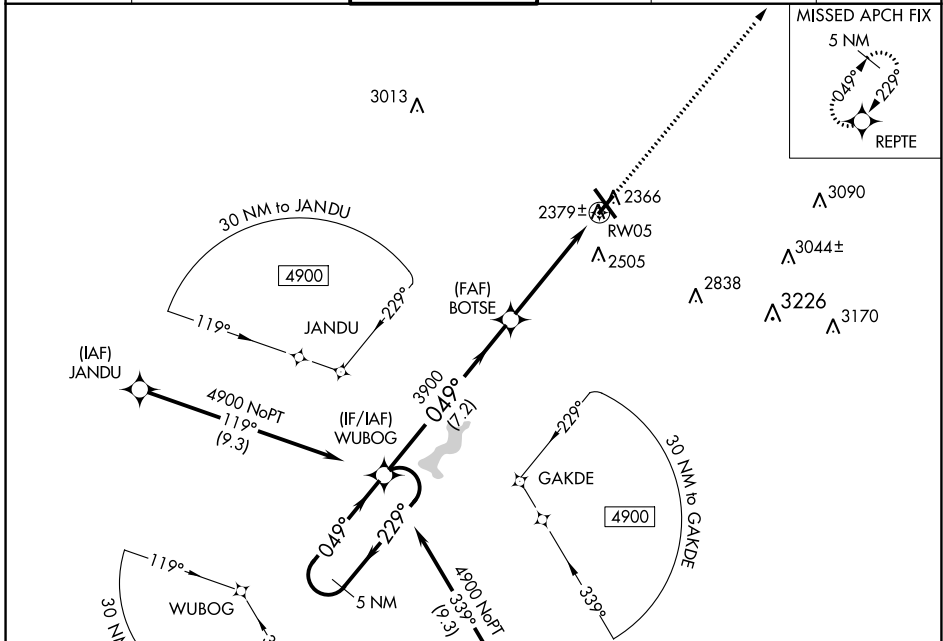 MISSED APCH FIX
5 NM
049°
229°
REPTE
3013
2366
2379±
RW05
2505
3090
3044±
2838
3226
3170
30 NM to JANDU
4900
119°
229°
JANDU
(FAF)
BOTSE
(IAF)
JANDU
4900 NoPT
119°
(9.3)
3900
049°
(7.2)
(IF/IAF)
WUBOG
049°
229°
5 NM
229°
GAKDE
4900
30 NM to GAKDE
339°
4900 NoPT
339°
(9.3)
119°
WUBOG
30 NM